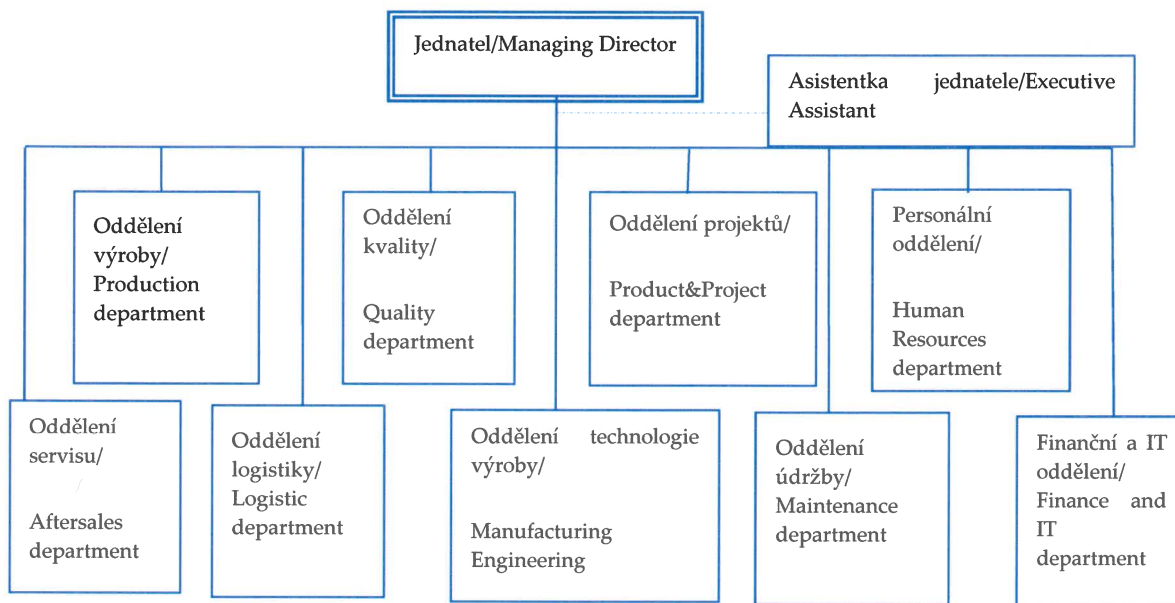 Jednatel/Managing Director
Asistentka jednatele/Executive
Assistant
Oddělení
výroby/
Production
department
Oddělení
kvality/
Quality
department
Oddělení projektů/
Product&Project
department
Personální
oddělení/
Human
Resources
department
Oddělení
servisu/
Aftersales
department
Oddělení
logistiky/
Logistic
department
Oddělení technologie
výroby/
Manufacturing
Engineering
Oddělení
údržby/
Maintenance
department
Finanční a IT
oddělení/
Finance and
IT
department